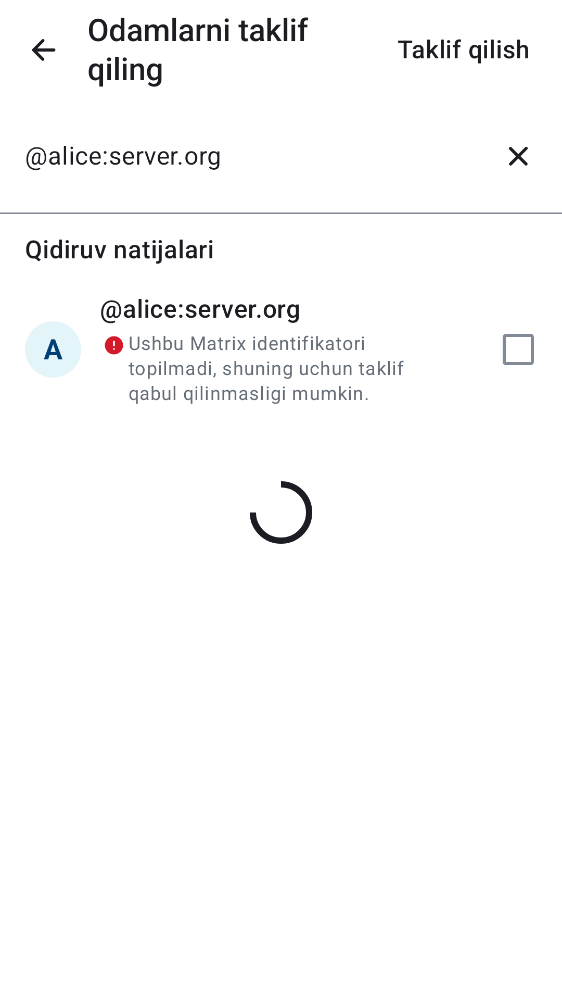 Odamlarni taklif
qiling
Taklif qilish
@alice:server.org
Qidiruv natijalari
A
@alice:server.org
Ushbu Matrix identifikatori
topilmadi, shuning uchun taklif
qabul qilinmasligi mumkin.